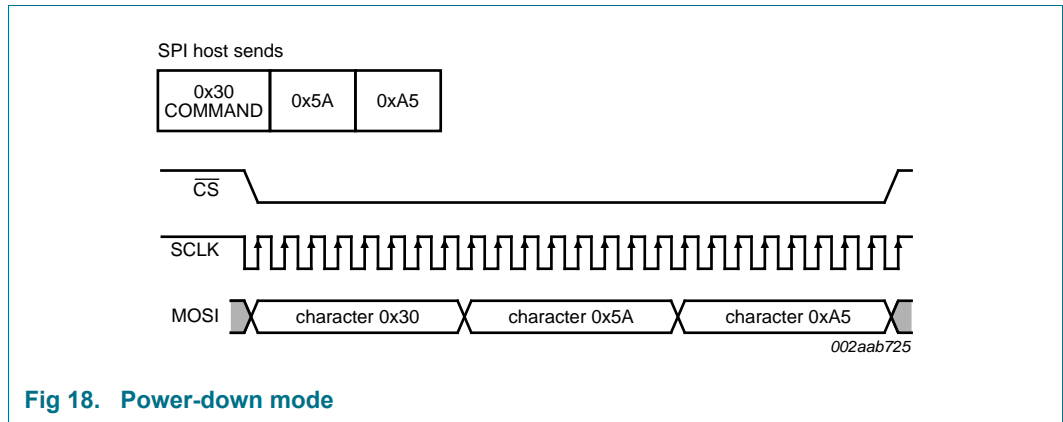 SPI host sends
0x30
COMMAND
0x5A
0xA5
CS
SCLK
MOSI
character 0x30
character 0x5A
character 0xA5
002aab725
Fig 18. Power-down mode